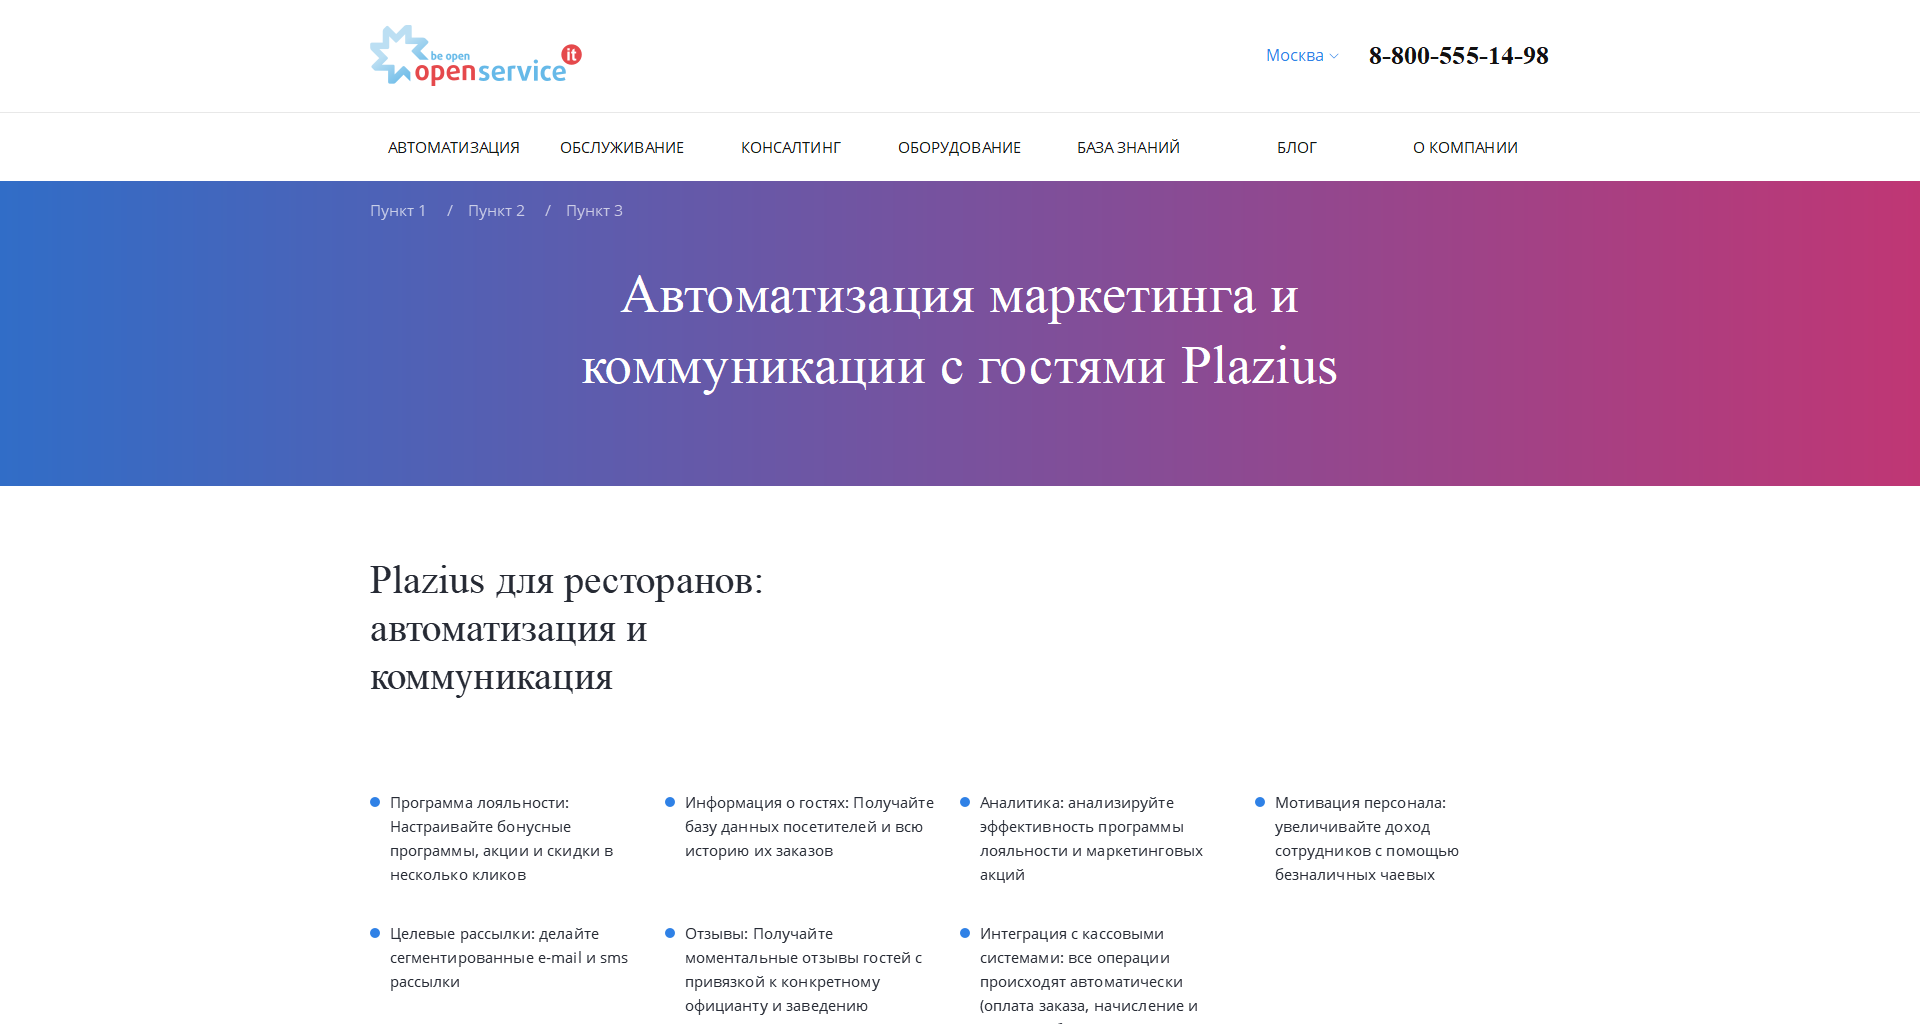 be open
openservice it
Москва
8-800-555-14-98
АВТОМАТИЗАЦИЯ ОБСЛУЖИВАНИЕ КОНСАЛТИНГ ОБОРУДОВАНИЕ БАЗА ЗНАНИЙ БЛОГ О КОМПАНИИ
Пункт 1 / Пункт 2 / Пункт 3
Автоматизация маркетинга и
коммуникации с гостями Plazius
Plazius для ресторанов:
автоматизация и
коммуникация
Программа лояльности:
Настраивайте бонусные
программы, акции и скидки в
несколько кликов
Информация о гостях: Получайте
базу данных посетителей и всю
историю их заказов
Аналитика: анализируйте
эффективность программы
лояльности и маркетинговых
акций
Мотивация персонала:
увеличивайте доход
сотрудников с помощью
безналичных чаевых
Целевые рассылки: делайте
сегментированные e-mail и sms
рассылки
Отзывы: Получайте
моментальные отзывы гостей с
привязкой к конкретному
официанту и заведению
Интеграция с кассовыми
системами: все операции
происходят автоматически
(оплата заказа, начисление и